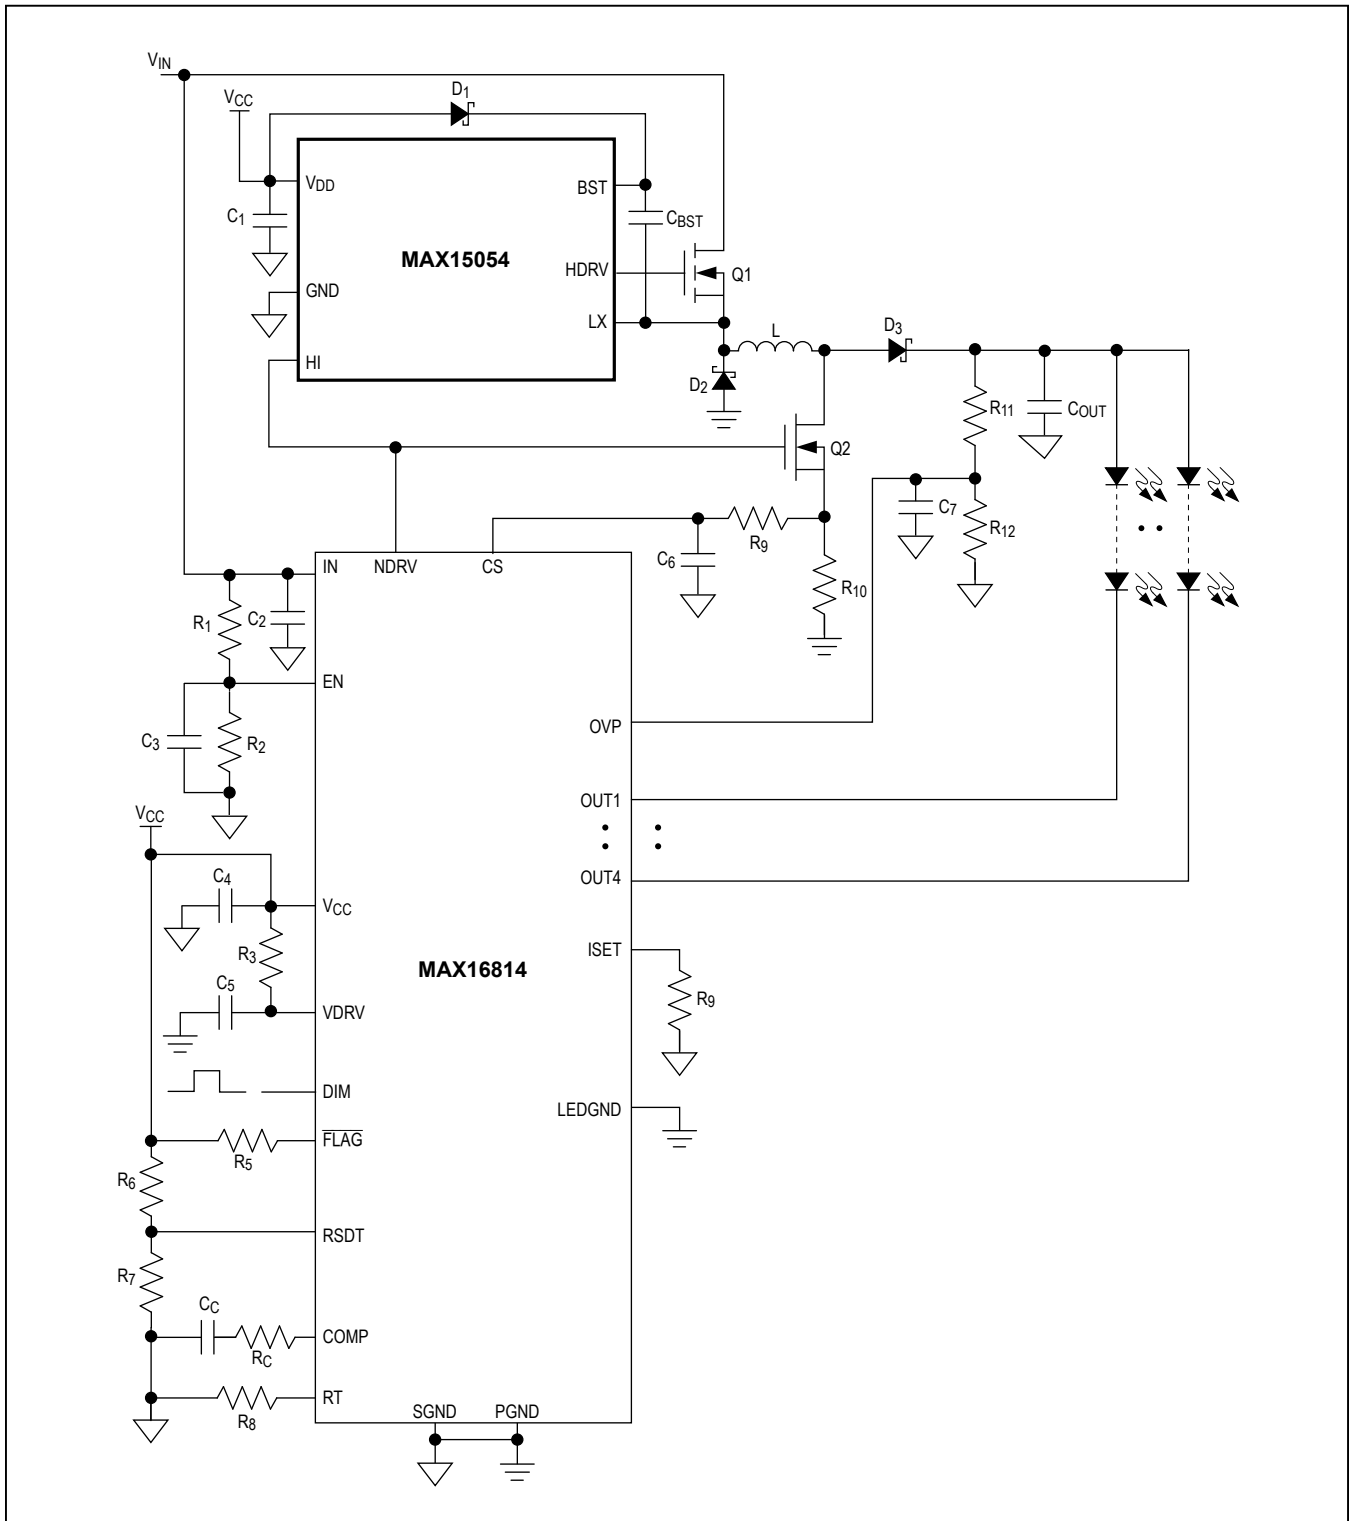 VIN
VCC
D1
VDD
BST
C1
CBST
MAX15054
HDRV
Q1
GND
LX
L
D3
HI
D2
R11
COUT
Q2
C7
R12
R9
C6
R10
IN
NDRV
CS
R1
C2
EN
C3
R2
OVP
VCC
OUT1
C4
OUT4
VCC
R3
ISET
MAX16814
C5
R9
VDRV
DIM
LEDGND
FLAG
R5
R6
RSDT
R7
CC
COMP
RC
RT
R8
SGND
PGND